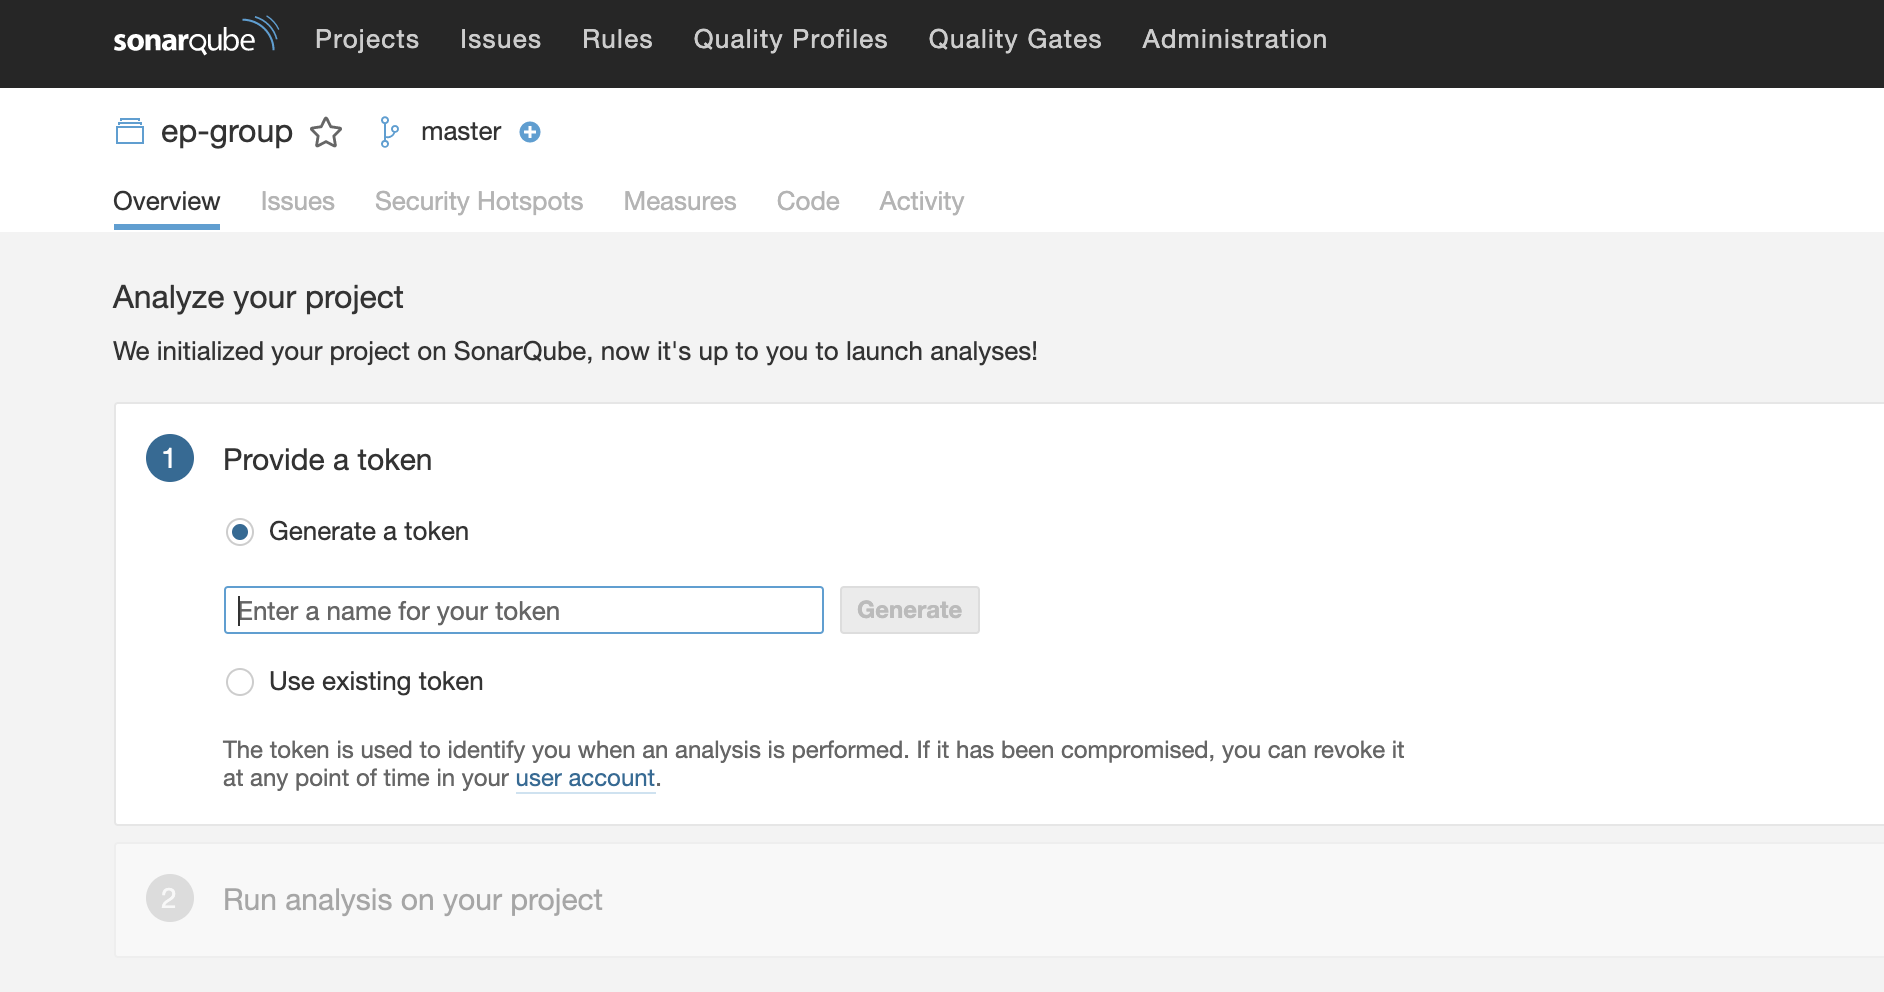 sonarqube Projects Issues Rules Quality Profiles Quality Gates Administration
ep-group master
Overview Issues Security Hotspots Measures Code Activity
Analyze your project
We initialized your project on SonarQube, now it's up to you to launch analyses!
1 Provide a token
Generate a token
Enter a name for your token Generate
Use existing token
The token is used to identify you when an analysis is performed. If it has been compromised, you can revoke it
at any point of time in your user account.
2 Run analysis on your project